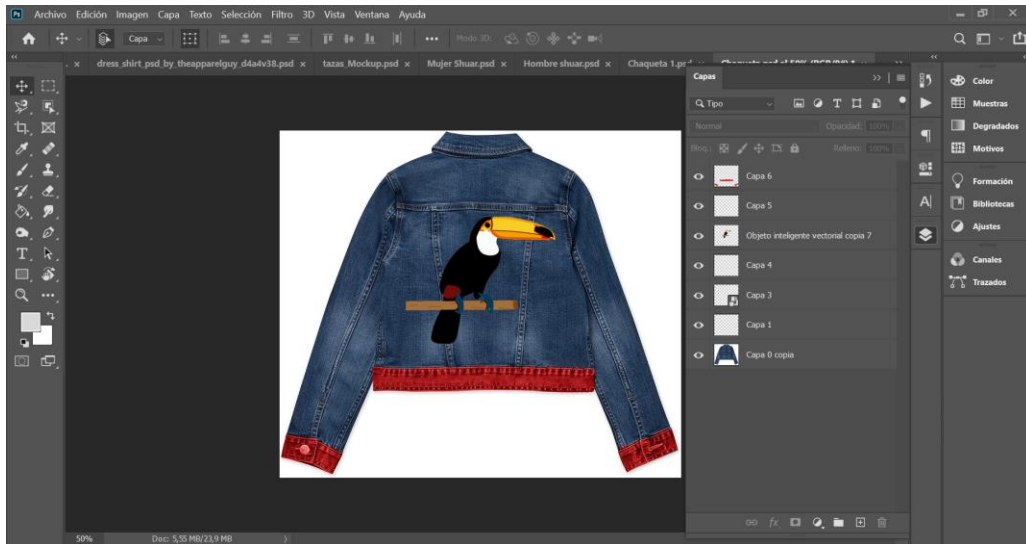 Ps Archivo Edición Imagen Capa Texto Selección Filtro 3D Vista Ventana Ayuda
Capa Modo 3D:
dress_shirt_psd_by_theapparelguy_d4a4v38.psd × tazas_Mockup.psd × Mujer Shuar.psd × Hombre shuar.psd × Chaqueta 1.psd
Capas
Tipo
Normal Opacidad: 100%
Bloq.: Relleno: 100%
Capa 6
Capa 5
Objeto inteligente vectorial copia 7
Capa 4
Capa 3
Capa 1
Capa 0 copia
Color
Muestras
Degradados
Motivos
Formación
Bibliotecas
Ajustes
Canales
Trazados
50% Doc: 5,55 MB/23,9 MB